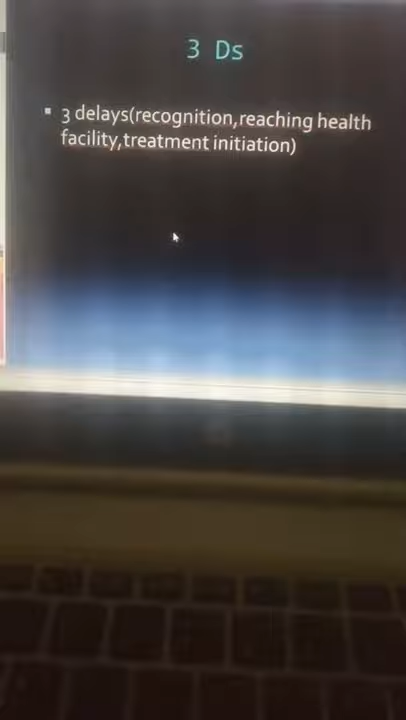 3 Ds
▪ 3 delays(recognition,reaching health
facility,treatment initiation)